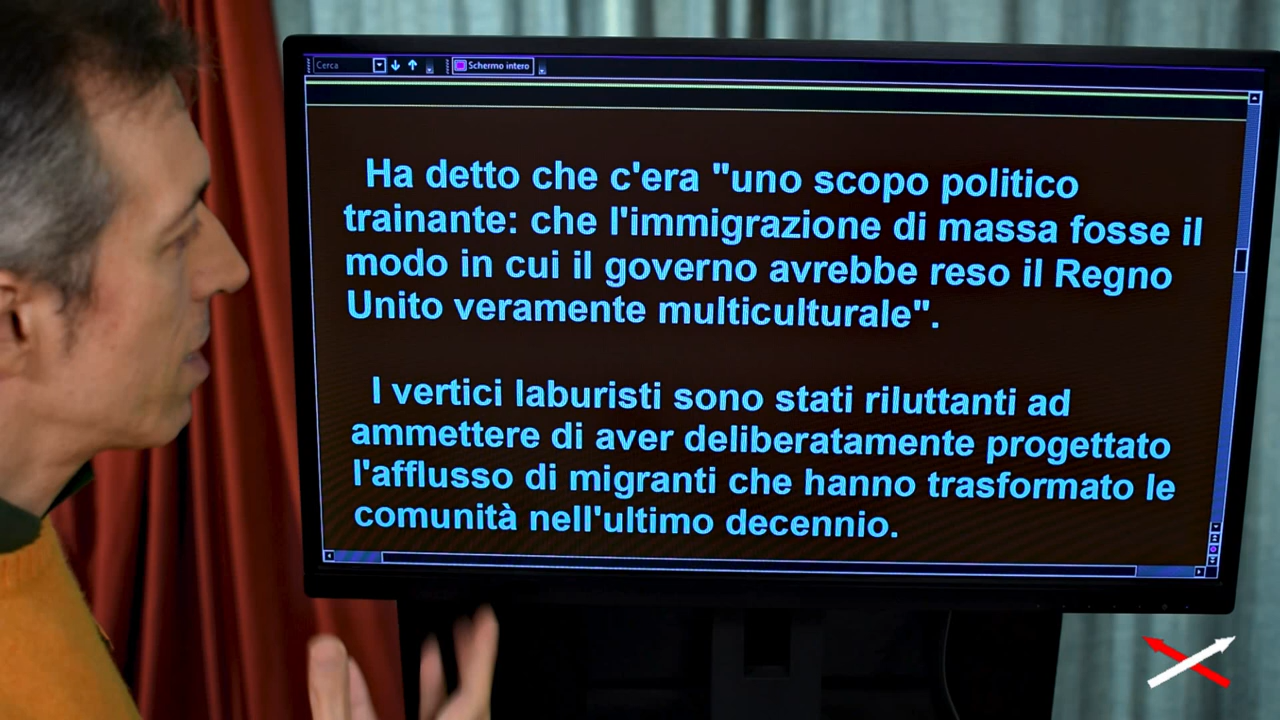 Cerca
Schermo intero
Ha detto che c'era "uno scopo politico
trainante: che l'immigrazione di massa fosse il
modo in cui il governo avrebbe reso il Regno
Unito veramente multiculturale".
I vertici laburisti sono stati riluttanti ad
ammettere di aver deliberatamente progettato
l'afflusso di migranti che hanno trasformato le
comunità nell'ultimo decennio.